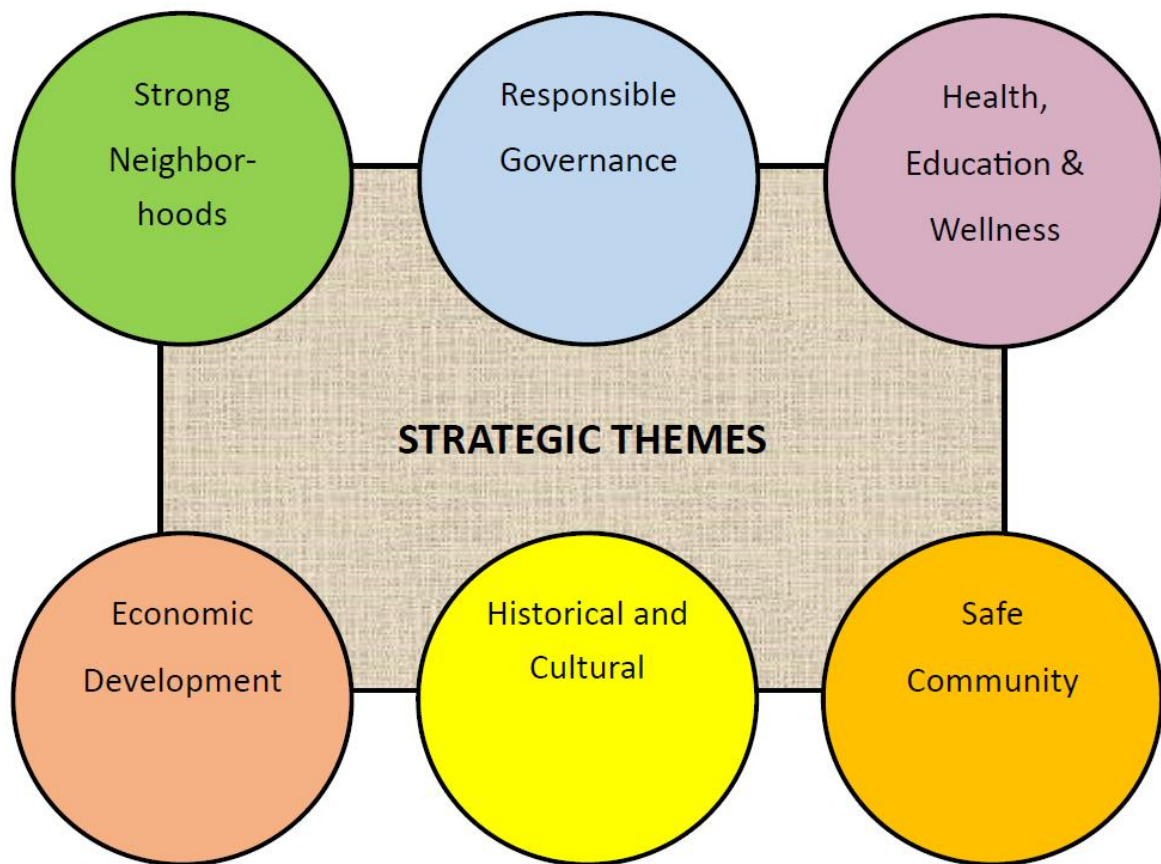 Strong
Neighbor-
hoods
Responsible
Governance
Health,
Education &
Wellness
STRATEGIC THEMES
Economic
Development
Historical and
Cultural
Safe
Community